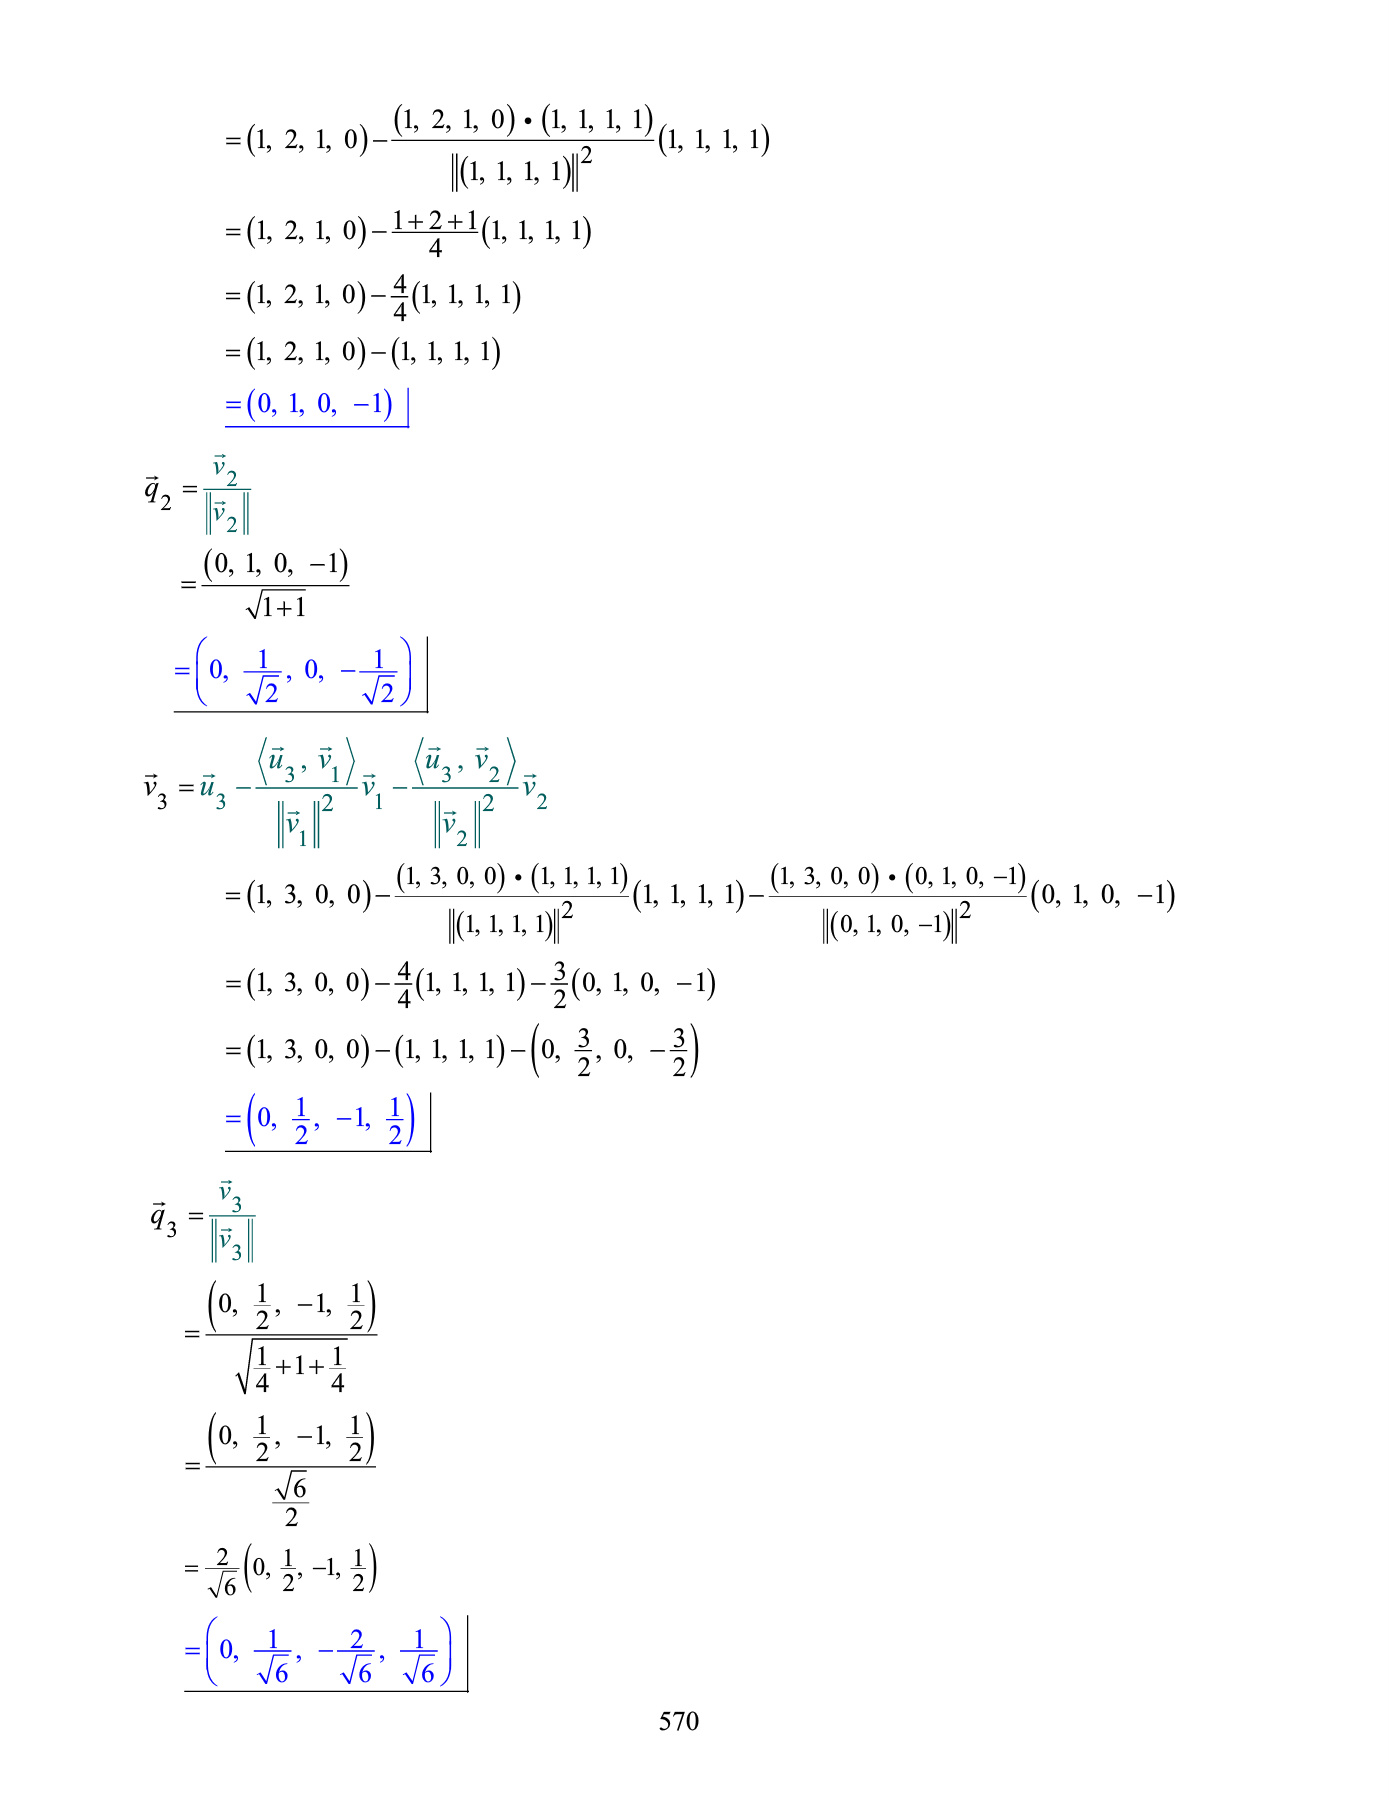 $= (1, 2, 1, 0) - \frac{(1, 2, 1, 0) \bullet (1, 1, 1, 1)}{\|(1, 1, 1, 1)\|^2} (1, 1, 1, 1)$
$= (1, 2, 1, 0) - \frac{1+2+1}{4} (1, 1, 1, 1)$
$= (1, 2, 1, 0) - \frac{4}{4} (1, 1, 1, 1)$
$= (1, 2, 1, 0) - (1, 1, 1, 1)$
$= (0, 1, 0, -1)$
$\vec{q}_2 = \frac{\vec{v}_2}{\|\vec{v}_2\|}$
$= \frac{(0, 1, 0, -1)}{\sqrt{1+1}}$
$= \left(0, \frac{1}{\sqrt{2}}, 0, -\frac{1}{\sqrt{2}}\right)$
$\vec{v}_3 = \vec{u}_3 - \frac{\langle \vec{u}_3, \vec{v}_1 \rangle}{\|\vec{v}_1\|^2} \vec{v}_1 - \frac{\langle \vec{u}_3, \vec{v}_2 \rangle}{\|\vec{v}_2\|^2} \vec{v}_2$
$= (1, 3, 0, 0) - \frac{(1, 3, 0, 0) \bullet (1, 1, 1, 1)}{\|(1, 1, 1, 1)\|^2} (1, 1, 1, 1) - \frac{(1, 3, 0, 0) \bullet (0, 1, 0, -1)}{\|(0, 1, 0, -1)\|^2} (0, 1, 0, -1)$
$= (1, 3, 0, 0) - \frac{4}{4} (1, 1, 1, 1) - \frac{3}{2} (0, 1, 0, -1)$
$= (1, 3, 0, 0) - (1, 1, 1, 1) - \left(0, \frac{3}{2}, 0, -\frac{3}{2}\right)$
$= \left(0, \frac{1}{2}, -1, \frac{1}{2}\right)$
$\vec{q}_3 = \frac{\vec{v}_3}{\|\vec{v}_3\|}$
$= \frac{\left(0, \frac{1}{2}, -1, \frac{1}{2}\right)}{\sqrt{\frac{1}{4}+1+\frac{1}{4}}}$
$= \frac{\left(0, \frac{1}{2}, -1, \frac{1}{2}\right)}{\frac{\sqrt{6}}{2}}$
$= \frac{2}{\sqrt{6}} \left(0, \frac{1}{2}, -1, \frac{1}{2}\right)$
$= \left(0, \frac{1}{\sqrt{6}}, -\frac{2}{\sqrt{6}}, \frac{1}{\sqrt{6}}\right)$
570